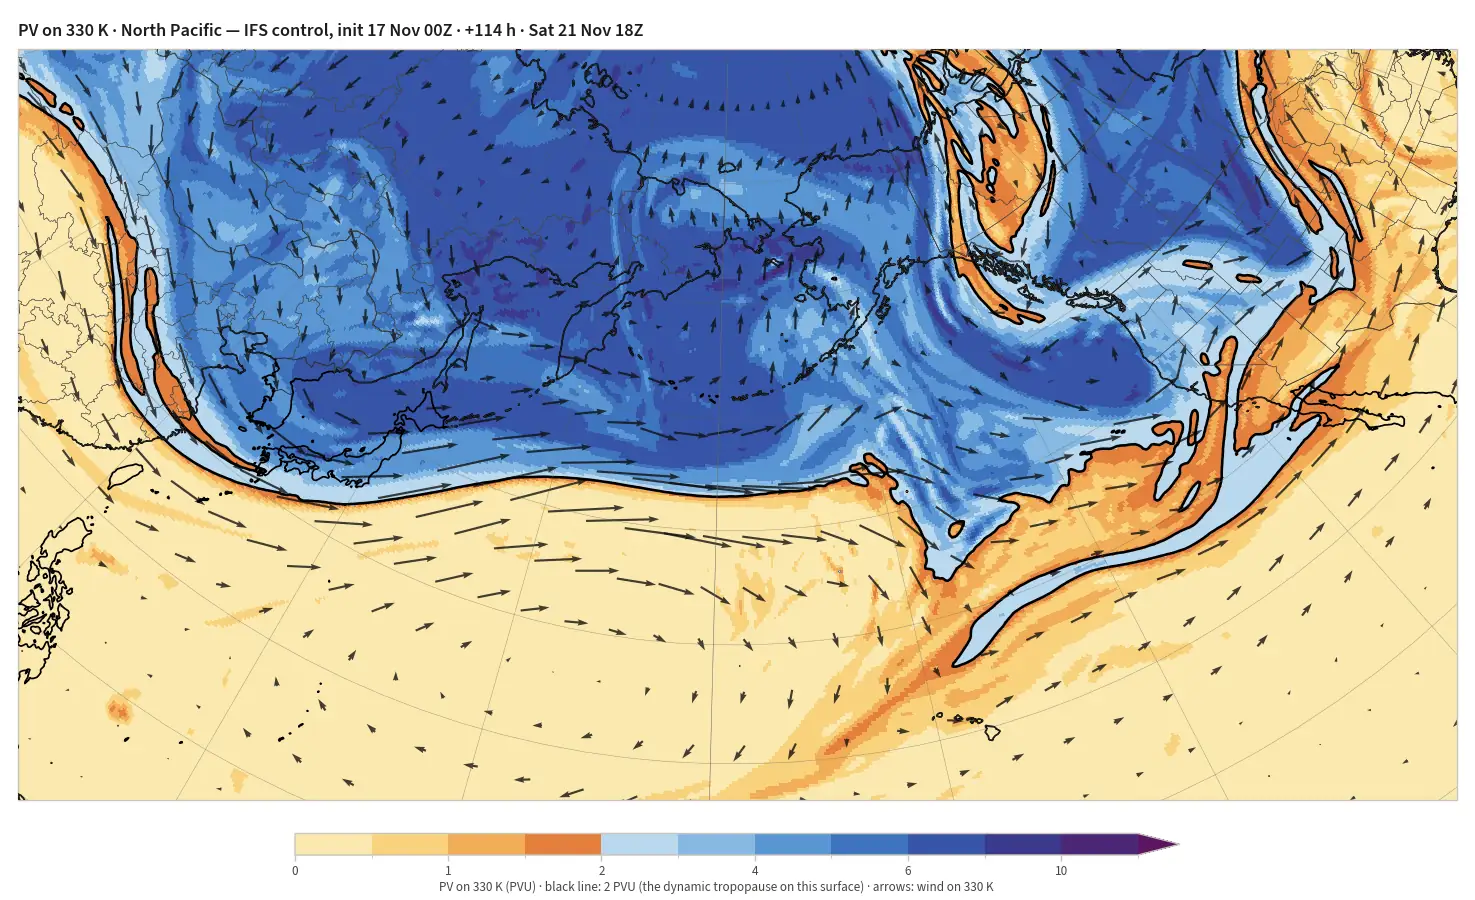 PV on 330 K · North Pacific — IFS control, init 17 Nov 00Z · +114 h · Sat 21 Nov 18Z
0 1 2 4 6 10
PV on 330 K (PVU) · black line: 2 PVU (the dynamic tropopause on this surface) · arrows: wind on 330 K